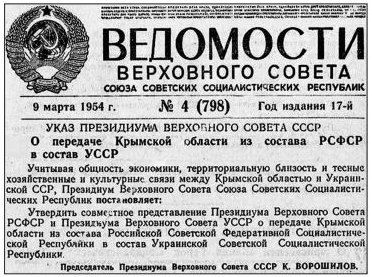 ВЕДОМОСТИ
ВЕРХОВНОГО СОВЕТА
СОЮЗА СОВЕТСКИХ СОЦИАЛИСТИЧЕСКИХ РЕСПУБЛИК
9 марта 1954 г.
№ 4 (798)
Год издания 17-й
УКАЗ ПРЕЗИДИУМА ВЕРХОВНОГО СОВЕТА СССР
О передаче Крымской области из состава РСФСР
в состав УССР
Учитывая общность экономики, территориальную близость и тесные
хозяйственные и культурные связи между Крымской областью и Украин-
ской ССР, Президиум Верховного Совета Союза Советских Социалистиче-
ских Республик постановляет:
Утвердить совместное представление Президиума Верховного Совета
РСФСР и Президиума Верховного Совета УССР о передаче Крымской
области из состава Российской Советской Федеративной Социалистиче-
ской Республики в состав Украинской Советской Социалистической
Республики.
Председатель Президиума Верховного Совета СССР К. ВОРОШИЛОВ.